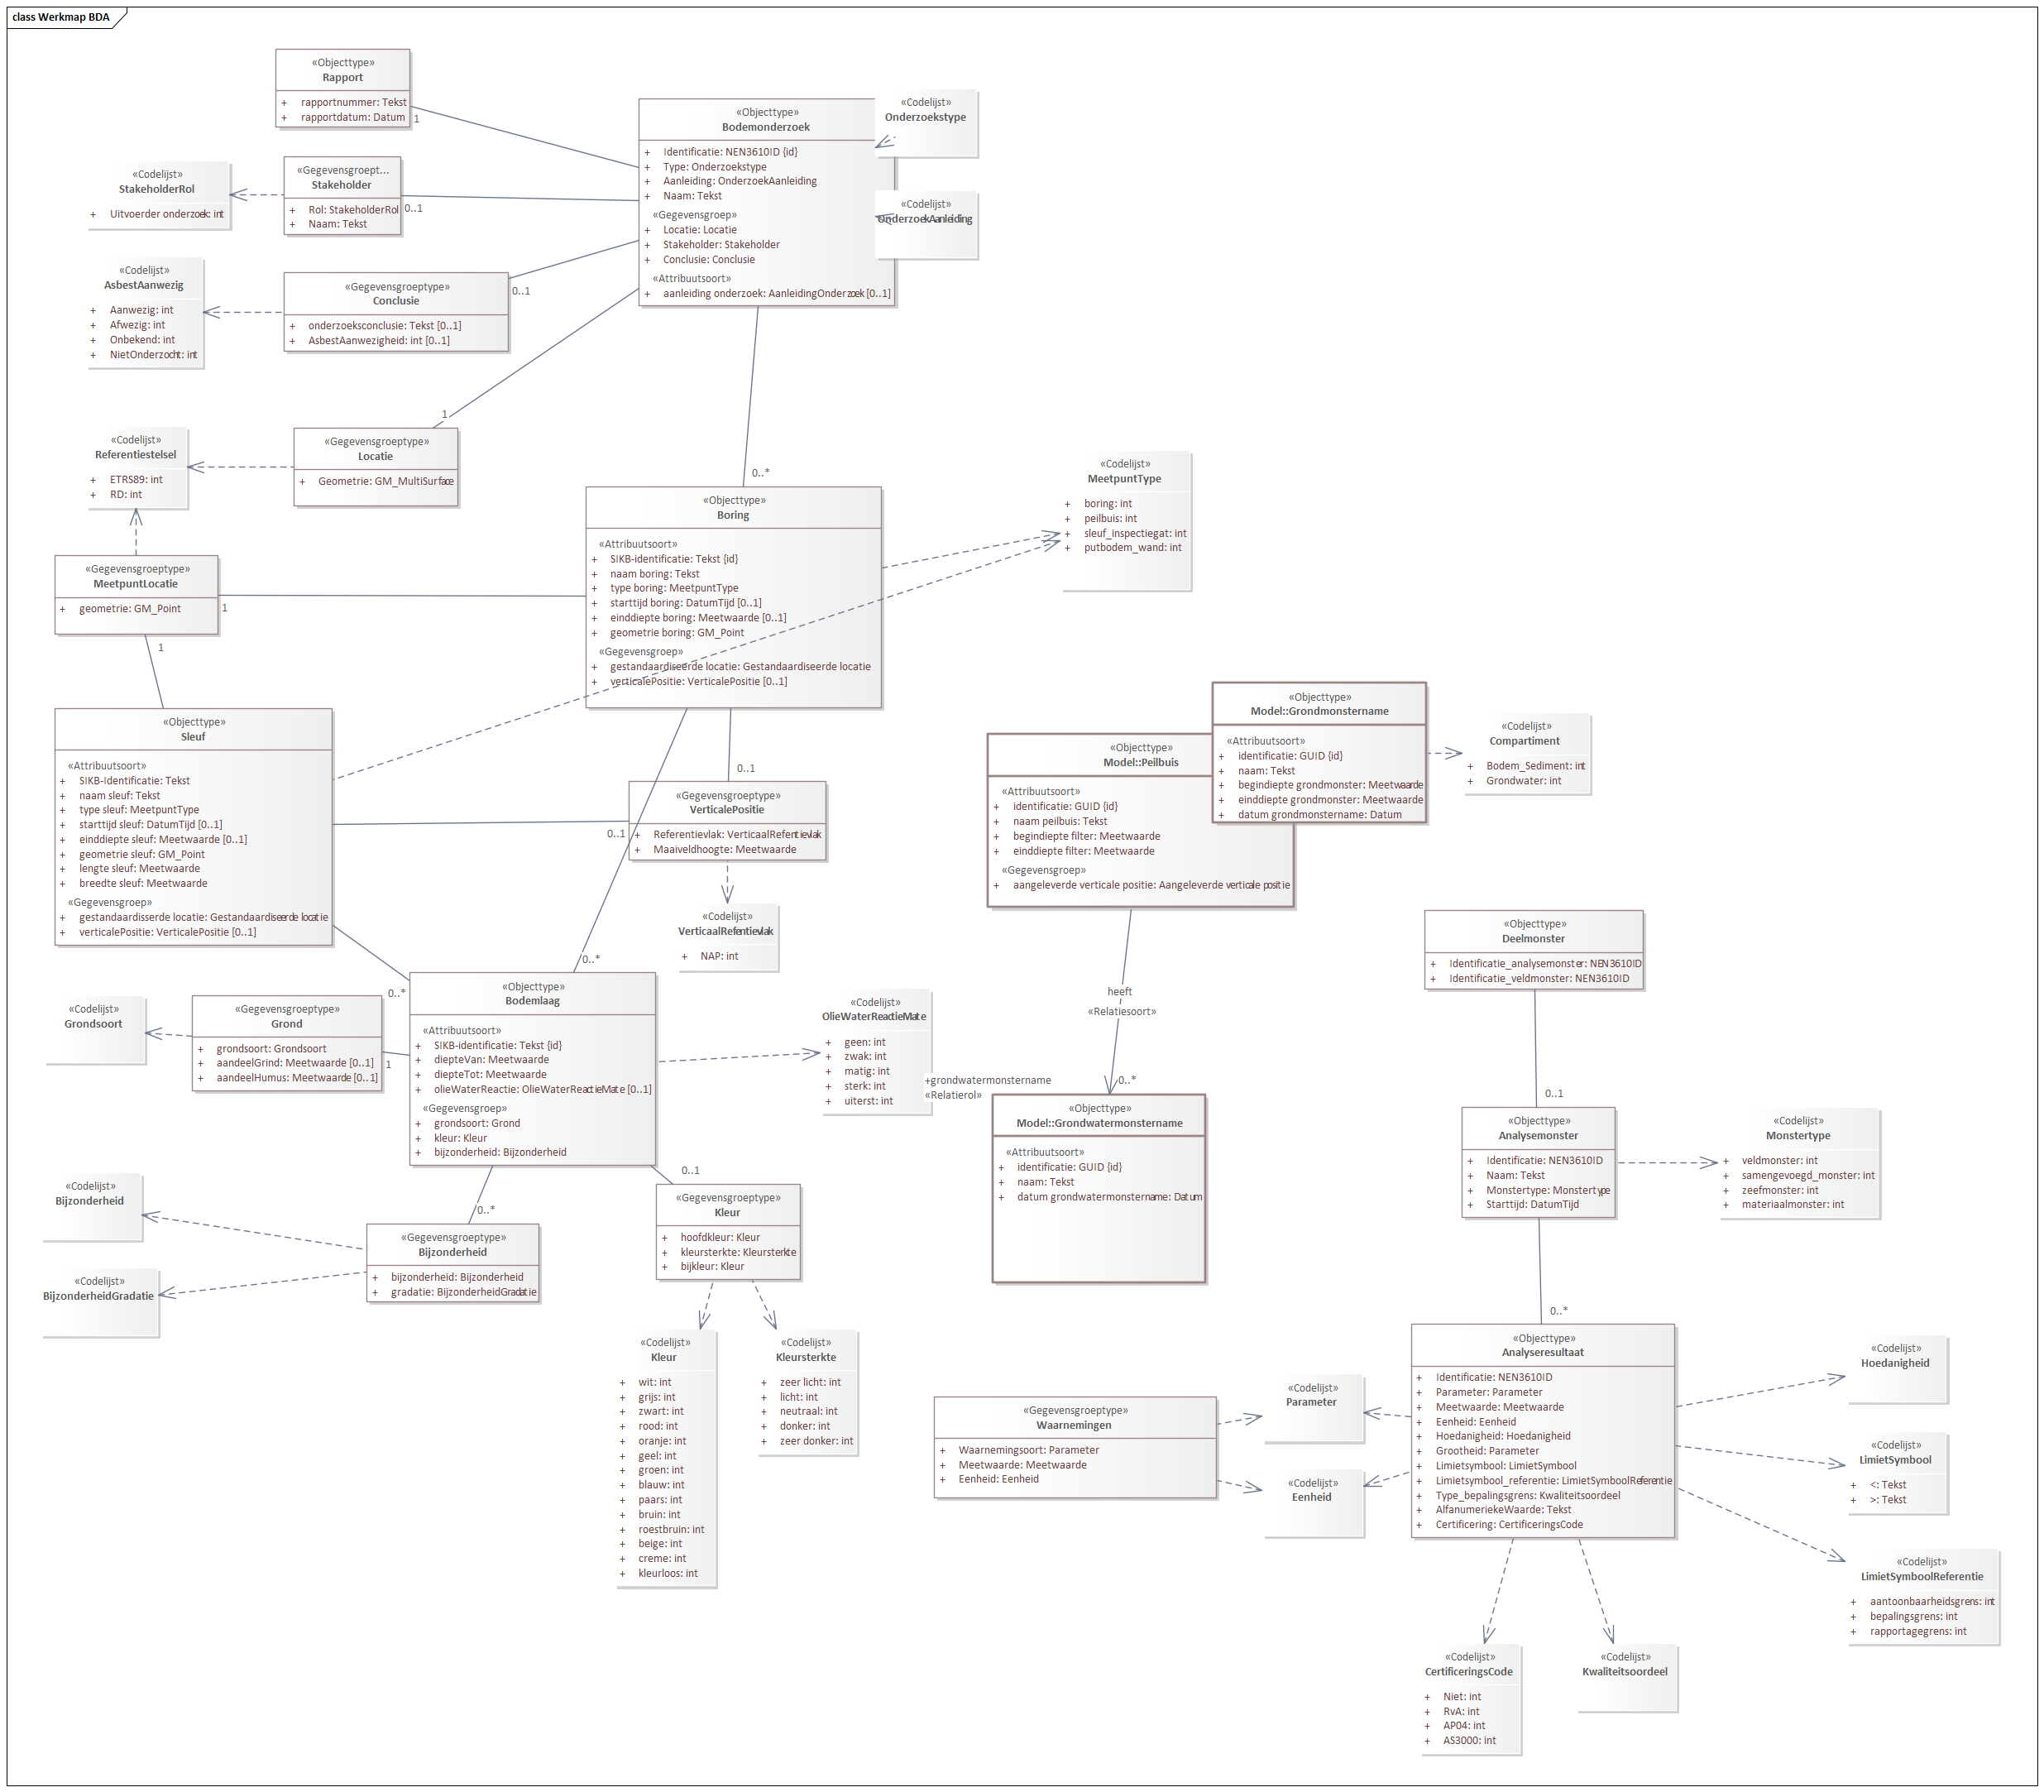 class Werkmap BDA
«Objecttype»
Rapport
+ rapportnummer: Tekst
+ rapportdatum: Datum
1
«Objecttype»
Bodemonderzoek
+ Identificatie: NEN3610ID {id}
+ Type: Onderzoekstype
+ Aanleiding: OnderzoekAanleiding
+ Naam: Tekst
«Gegevensgroep»
+ Locatie: Locatie
+ Stakeholder: Stakeholder
+ Conclusie: Conclusie
«Attribuutsoort»
+ aanleiding onderzoek: AanleidingOnderzoek [0..1]
«Codelijst»
Onderzoekstype
«Codelijst»
OnderzoekAanleiding
«Codelijst»
StakeholderRol
+ Uitvoerder onderzoek: int
«Gegevensgroept...
Stakeholder
+ Rol: StakeholderRol
+ Naam: Tekst
0..1
«Codelijst»
AsbestAanwezig
+ Aanwezig: int
+ Afwezig: int
+ Onbekend: int
+ NietOnderzocht: int
«Gegevensgroeptype»
Conclusie
+ onderzoeksconclusie: Tekst [0..1]
+ AsbestAanwezigheid: int [0..1]
0..1
1
«Codelijst»
Referentiestelsel
+ ETRS89: int
+ RD: int
«Gegevensgroeptype»
Locatie
+ Geometrie: GM_MultiSurface
0..*
«Objecttype»
Boring
«Attribuutsoort»
+ SIKB-identificatie: Tekst {id}
+ naam boring: Tekst
+ type boring: MeetpuntType
+ starttijd boring: DatumTijd [0..1]
+ einddiepte boring: Meetwaarde [0..1]
+ geometrie boring: GM_Point
«Gegevensgroep»
+ gestandaardiseerde locatie: Gestandaardiseerde locatie
+ verticalePositie: VerticalePositie [0..1]
«Codelijst»
MeetpuntType
+ boring: int
+ peilbuis: int
+ sleuf_inspectiegat: int
+ putbodem_wand: int
«Gegevensgroeptype»
MeetpuntLocatie
+ geometrie: GM_Point
1
1
«Objecttype»
Sleuf
«Attribuutsoort»
+ SIKB-Identificatie: Tekst
+ naam sleuf: Tekst
+ type sleuf: MeetpuntType
+ starttijd sleuf: DatumTijd [0..1]
+ einddiepte sleuf: Meetwaarde [0..1]
+ geometrie sleuf: GM_Point
+ lengte sleuf: Meetwaarde
+ breedte sleuf: Meetwaarde
«Gegevensgroep»
+ gestandaardisserde locatie: Gestandaardiseerde locatie
+ verticalePositie: VerticalePositie [0..1]
0..1
0..1
«Gegevensgroeptype»
VerticalePositie
+ Referentievlak: VerticaalRefentievlak
+ Maaiveldhoogte: Meetwaarde
«Codelijst»
VerticaalRefentievlak
+ NAP: int
«Objecttype»
Model::Peilbuis
«Attribuutsoort»
+ identificatie: GUID {id}
+ naam peilbuis: Tekst
+ begindiepte filter: Meetwaarde
+ einddiepte filter: Meetwaarde
«Gegevensgroep»
+ aangeleverde verticale positie: Aangeleverde verticale positie
«Objecttype»
Model::Grondmonstername
«Attribuutsoort»
+ identificatie: GUID {id}
+ naam: Tekst
+ begindiepte grondmonster: Meetwaarde
+ einddiepte grondmonster: Meetwaarde
+ datum grondmonstername: Datum
«Codelijst»
Compartiment
+ Bodem_Sediment: int
+ Grondwater: int
heeft
«Relatiesoort»
+grondwatermonstername
«Relatierol»
0..*
«Objecttype»
Model::Grondwatermonstername
«Attribuutsoort»
+ identificatie: GUID {id}
+ naam: Tekst
+ datum grondwatermonstername: Datum
«Objecttype»
Deelmonster
+ Identificatie_analysemonster: NEN3610ID
+ Identificatie_veldmonster: NEN3610ID
0..1
«Objecttype»
Analysemonster
+ Identificatie: NEN3610ID
+ Naam: Tekst
+ Monstertype: Monstertype
+ Starttijd: DatumTijd
«Codelijst»
Monstertype
+ veldmonster: int
+ samengevoegd_monster: int
+ zeefmonster: int
+ materiaalmonster: int
0..*
0..*
«Objecttype»
Bodemlaag
«Attribuutsoort»
+ SIKB-identificatie: Tekst {id}
+ diepteVan: Meetwaarde
+ diepteTot: Meetwaarde
+ olieWaterReactie: OlieWaterReactieMate [0..1]
«Gegevensgroep»
+ grondsoort: Grond
+ kleur: Kleur
+ bijzonderheid: Bijzonderheid
«Codelijst»
Grondsoort
«Gegevensgroeptype»
Grond
+ grondsoort: Grondsoort
+ aandeelGrind: Meetwaarde [0..1]
+ aandeelHumus: Meetwaarde [0..1]
1
«Codelijst»
OlieWaterReactieMate
+ geen: int
+ zwak: int
+ matig: int
+ sterk: int
+ uiterst: int
«Codelijst»
Bijzonderheid
«Codelijst»
BijzonderheidGradatie
0..*
«Gegevensgroeptype»
Bijzonderheid
+ bijzonderheid: Bijzonderheid
+ gradatie: BijzonderheidGradatie
0..1
«Gegevensgroeptype»
Kleur
+ hoofdkleur: Kleur
+ kleursterkte: Kleursterkte
+ bijkleur: Kleur
«Codelijst»
Kleur
+ wit: int
+ grijs: int
+ zwart: int
+ rood: int
+ oranje: int
+ geel: int
+ groen: int
+ blauw: int
+ paars: int
+ bruin: int
+ roestbruin: int
+ beige: int
+ creme: int
+ kleurloos: int
«Codelijst»
Kleursterkte
+ zeer licht: int
+ licht: int
+ neutraal: int
+ donker: int
+ zeer donker: int
«Gegevensgroeptype»
Waarnemingen
+ Waarnemingsoort: Parameter
+ Meetwaarde: Meetwaarde
+ Eenheid: Eenheid
«Codelijst»
Parameter
«Codelijst»
Eenheid
0..*
«Objecttype»
Analyseresultaat
+ Identificatie: NEN3610ID
+ Parameter: Parameter
+ Meetwaarde: Meetwaarde
+ Eenheid: Eenheid
+ Hoedanigheid: Hoedanigheid
+ Grootheid: Parameter
+ Limietsymbool: LimietSymbool
+ Limietsymbool_referentie: LimietSymboolReferentie
+ Type_bepalingsgrens: Kwaliteitsoordeel
+ AlfanumeriekeWaarde: Tekst
+ Certificering: CertificeringsCode
«Codelijst»
Hoedanigheid
«Codelijst»
LimietSymbool
+ <: Tekst
+ >: Tekst
«Codelijst»
LimietSymboolReferentie
+ aantoonbaarheidsgrens: int
+ bepalingsgrens: int
+ rapportagegrens: int
«Codelijst»
CertificeringsCode
+ Niet: int
+ RvA: int
+ AP04: int
+ AS3000: int
«Codelijst»
Kwaliteitsoordeel